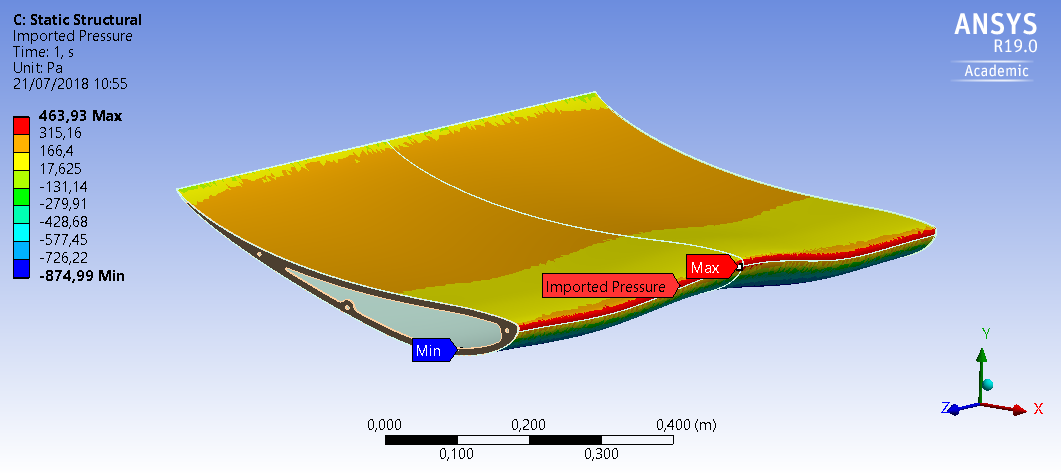 C: Static Structural
Imported Pressure
Time: 1, s
Unit: Pa
21/07/2018 10:55
463,93 Max
315,16
166,4
17,625
-131,14
-279,91
-428,68
-577,45
-726,22
-874,99 Min
ANSYS
R19.0
Academic
Max
Imported Pressure
Min
0,000
0,200
0,400 (m)
0,100
0,300
Y
Z
X